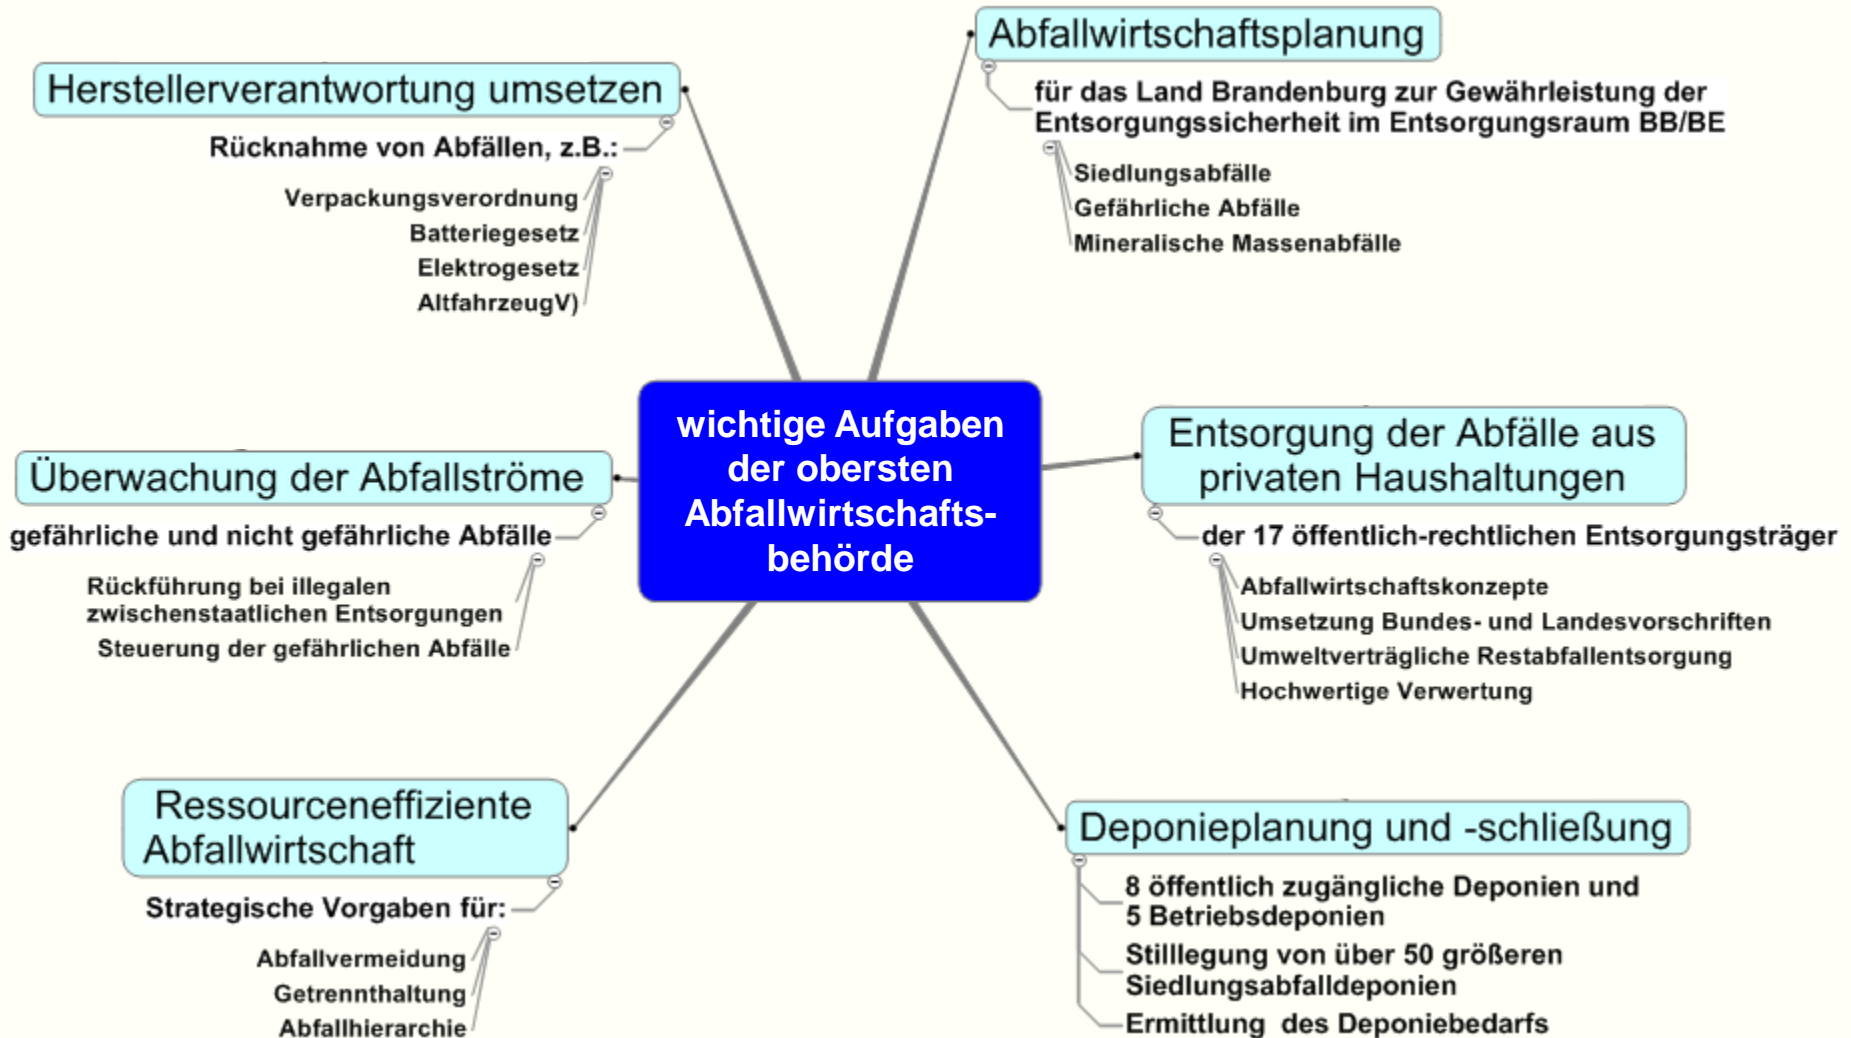 Herstellerverantwortung umsetzen
Rücknahme von Abfällen, z.B.:
Verpackungsverordnung
Batteriegesetz
Elektrogesetz
AltfahrzeugV)
Abfallwirtschaftsplanung
für das Land Brandenburg zur Gewährleistung der
Entsorgungssicherheit im Entsorgungsraum BB/BE
Siedlungsabfälle
Gefährliche Abfälle
Mineralische Massenabfälle
wichtige Aufgaben
der obersten
Abfallwirtschafts-
behörde
Überwachung der Abfallströme
gefährliche und nicht gefährliche Abfälle
Rückführung bei illegalen
zwischenstaatlichen Entsorgungen
Steuerung der gefährlichen Abfälle
Entsorgung der Abfälle aus
privaten Haushaltungen
der 17 öffentlich-rechtlichen Entsorgungsträger
Abfallwirtschaftskonzepte
Umsetzung Bundes- und Landesvorschriften
Umweltverträgliche Restabfallentsorgung
Hochwertige Verwertung
Ressourceneffiziente
Abfallwirtschaft
Strategische Vorgaben für:
Abfallvermeidung
Getrennthaltung
Abfallhierarchie
Deponieplanung und -schließung
8 öffentlich zugängliche Deponien und
5 Betriebsdeponien
Stilllegung von über 50 größeren
Siedlungsabfalldeponien
Ermittlung des Deponiebedarfs